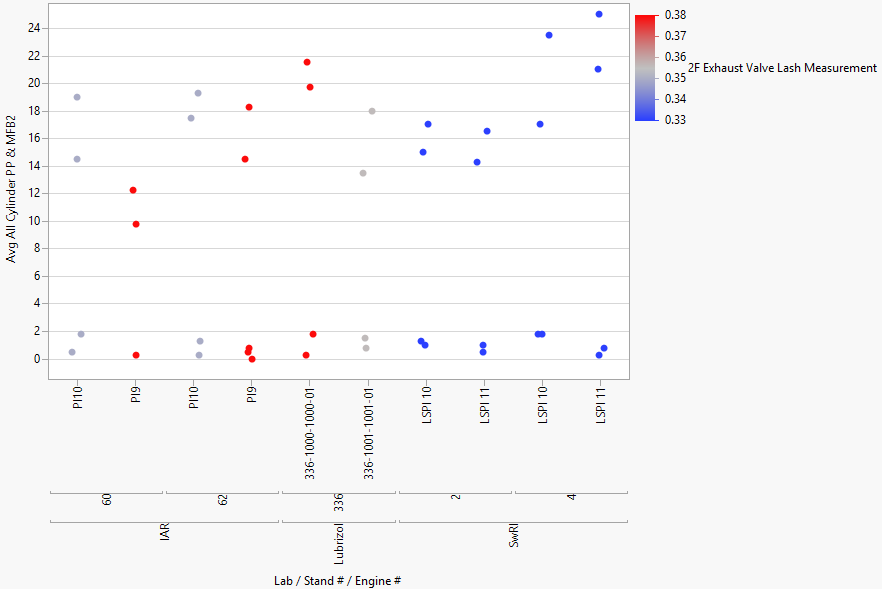 24
22
20
18
16
14
12
10
8
6
4
2
0
Avg All Cylinder PP & MFB2
0.38
0.37
0.36
0.35
0.34
0.33
2F Exhaust Valve Lash Measurement
PI10
PI9
PI10
PI9
336-1000-1000-01
336-1001-1001-01
LSPI 10
LSPI 11
LSPI 10
LSPI 11
60
62
336
2
4
IAR
Lubrizol
SwRI
Lab / Stand # / Engine #